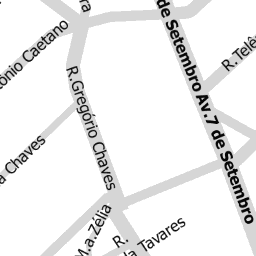 ônio Caetano
R.Gregório Chaves
de Setembro Av.7 de Setembro
R.Telê
Chaves
M.a.Zélia
R.
Tavares